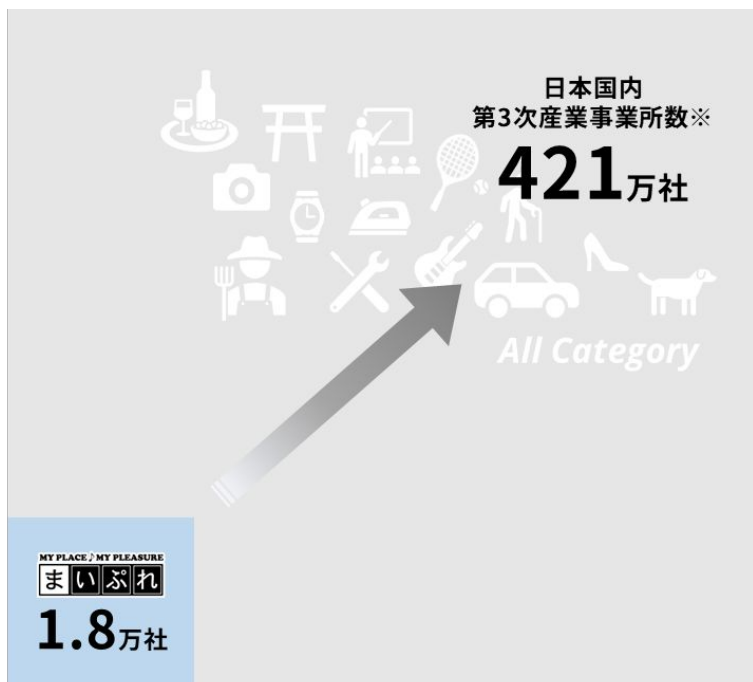 日本国内
第3次産業事業所数※
421万社
All Category
MY PLACE♪MY PLEASURE
まいぷれ
1.8万社